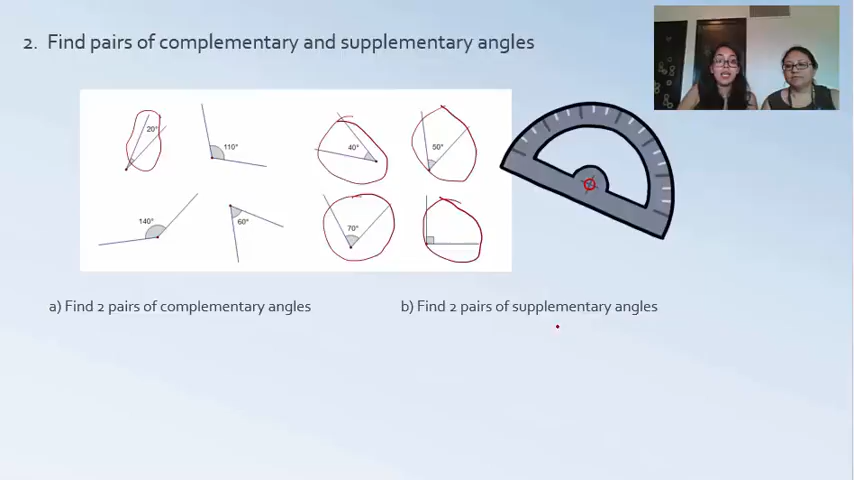 2. Find pairs of complementary and supplementary angles
20°
110°
40°
50°
140°
60°
70°
a) Find 2 pairs of complementary angles
b) Find 2 pairs of supplementary angles